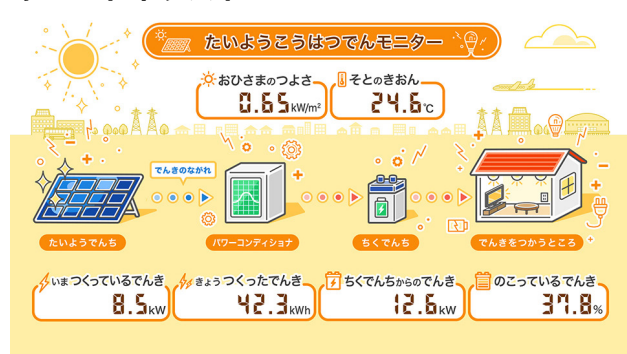 たいようこうはつでんモニター
おひさまのつよさ
0.65kW/m²
そとのきおん
24.6℃
でんきのながれ
たいようでんち
パワーコンディショナ
ちくでんち
でんきをつかうところ
いまつくっているでんき
8.5kW
きょうつくったでんき
42.3kWh
ちくでんちからのでんき
12.6kW
のこっているでんき
37.8%